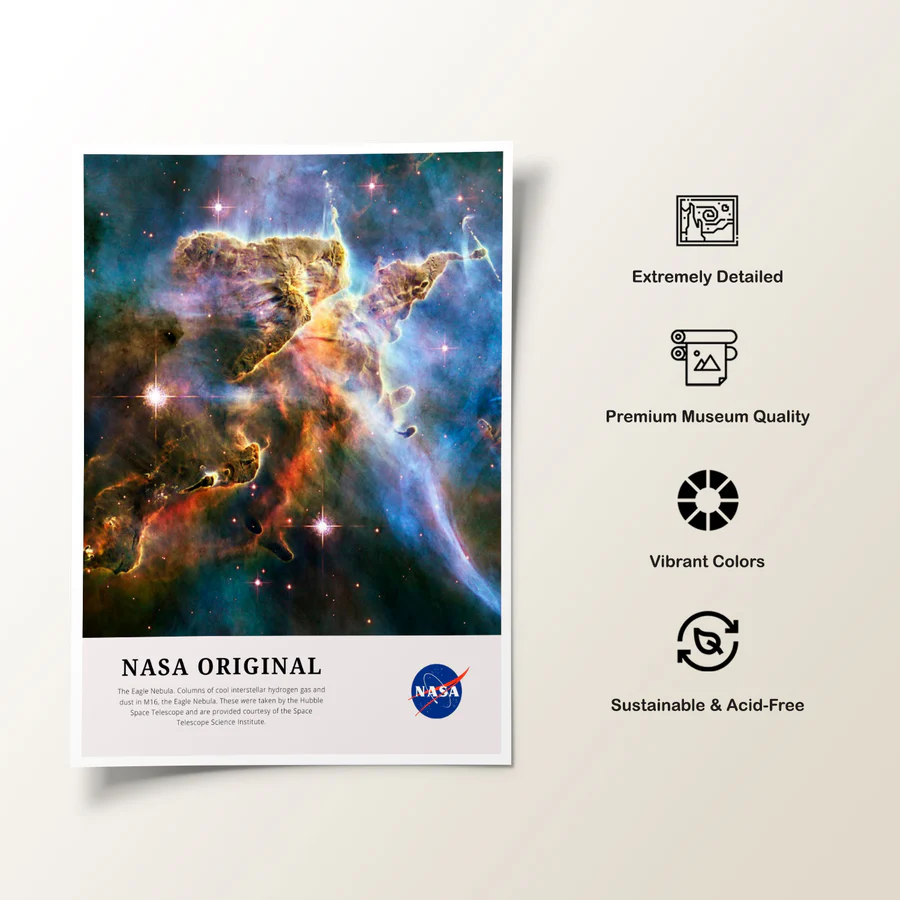 Extremely Detailed
Premium Museum Quality
Vibrant Colors
Sustainable & Acid-Free
NASA ORIGINAL
The Eagle Nebula. Columns of cool interstellar hydrogen gas and
dust in M16, the Eagle Nebula. These were taken by the Hubble
Space Telescope and are provided courtesy of the Space
Telescope Science Institute.
NASA